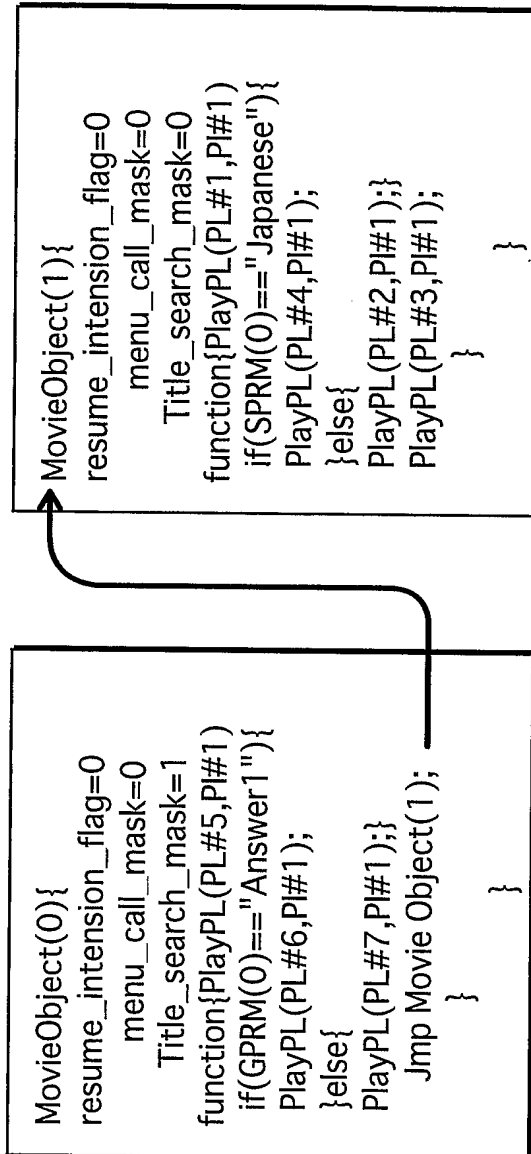 MovieObject(0){
resume_intension_flag=0
menu_call_mask=0
Title_search_mask=1
function{PlayPL(PL#5,PI#1)
if(GPRM(0)=="Answer1"){
PlayPL(PL#6,PI#1);
}else{
PlayPL(PL#7,PI#1);}
Jmp Movie Object(1);
}
}
MovieObject(1){
resume_intension_flag=0
menu_call_mask=0
Title_search_mask=0
function{PlayPL(PL#1,PI#1)
if(SPRM(0)=="Japanese"){
PlayPL(PL#4,PI#1);
}else{
PlayPL(PL#2,PI#1);}
PlayPL(PL#3,PI#1);
}
}